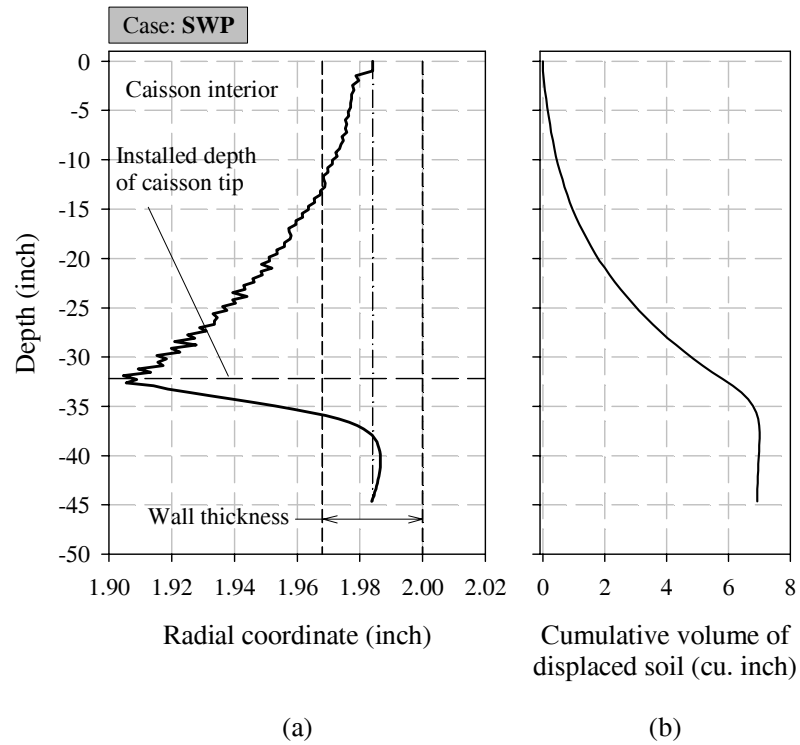 Case: SWP
0
-5
-10
-15
-20
-25
-30
-35
-40
-45
-50
Depth (inch)
Caisson interior
Installed depth
of caisson tip
Wall thickness
1.90 1.92 1.94 1.96 1.98 2.00 2.02
Radial coordinate (inch)
(a)
0 2 4 6 8
Cumulative volume of
displaced soil (cu. inch)
(b)